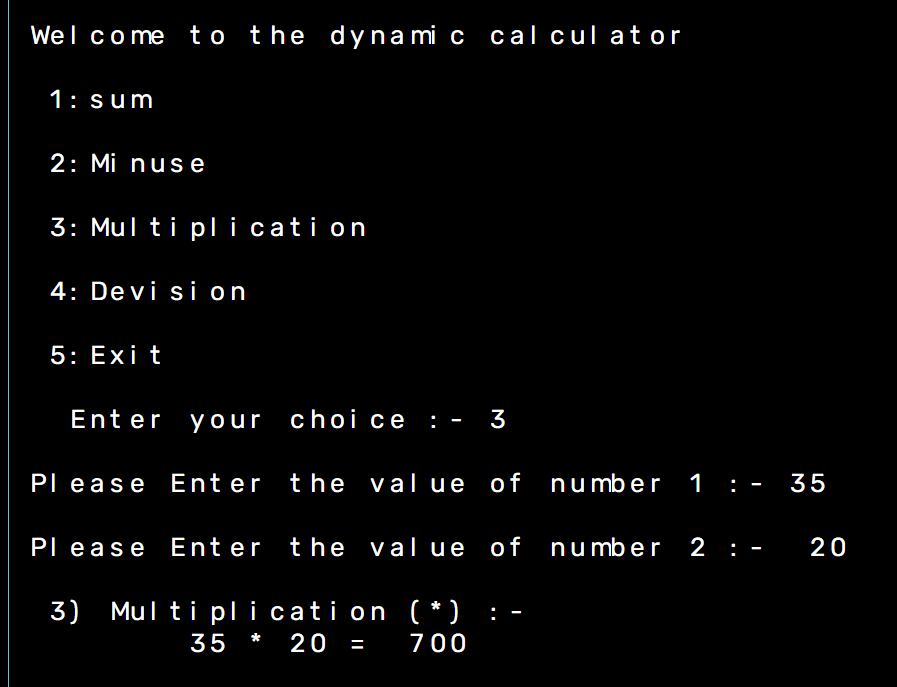 Welcome to the dynamic calculator
1:sum
2:Minuse
3:Multiplication
4:Devision
5:Exit
Enter your choice :- 3
Please Enter the value of number 1 :- 35
Please Enter the value of number 2 :- 20
3) Multiplication (*) :-
35 * 20 = 700